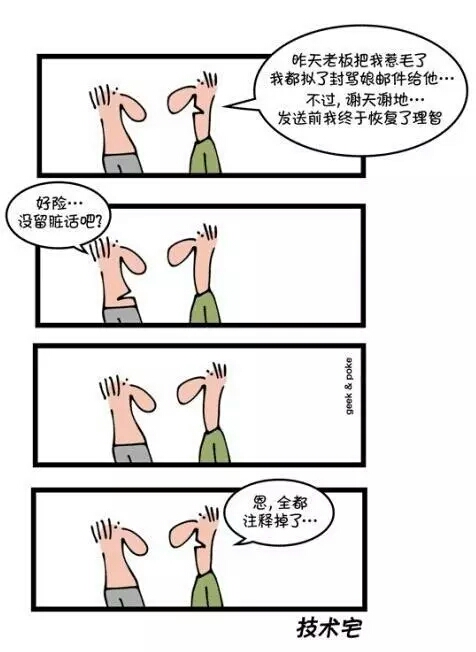 昨天老板把我惹毛了
我都拟了封骂娘邮件给他…
不过,谢天谢地…
发送前我终于恢复了理智
好险…
没留脏话吧?
geek & poke
恩,全都
注释掉了…
技术宅